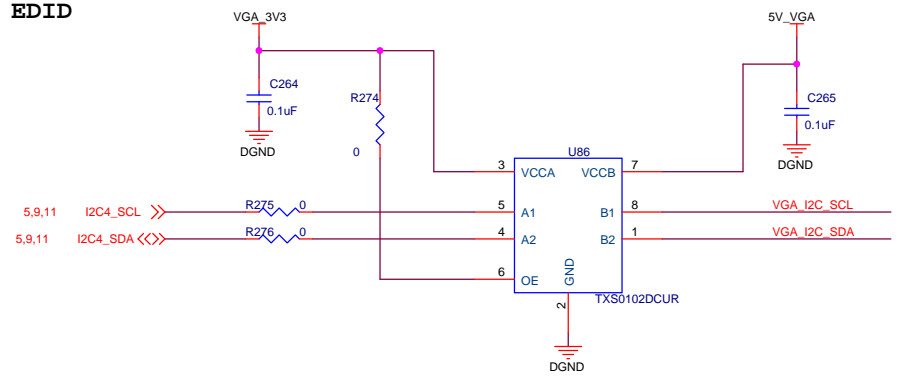 EDID
VGA_3V3
5V_VGA
C264
0.1uF
DGND
R274
0
C265
0.1uF
DGND
U86
3
VCCA
VCCB
7
5,9,11
I2C4_SCL
R275
0
5
A1
B1
8
VGA_I2C_SCL
5,9,11
I2C4_SDA
R276
0
4
A2
B2
1
VGA_I2C_SDA
6
OE
GND
2
TXS0102DCUR
DGND